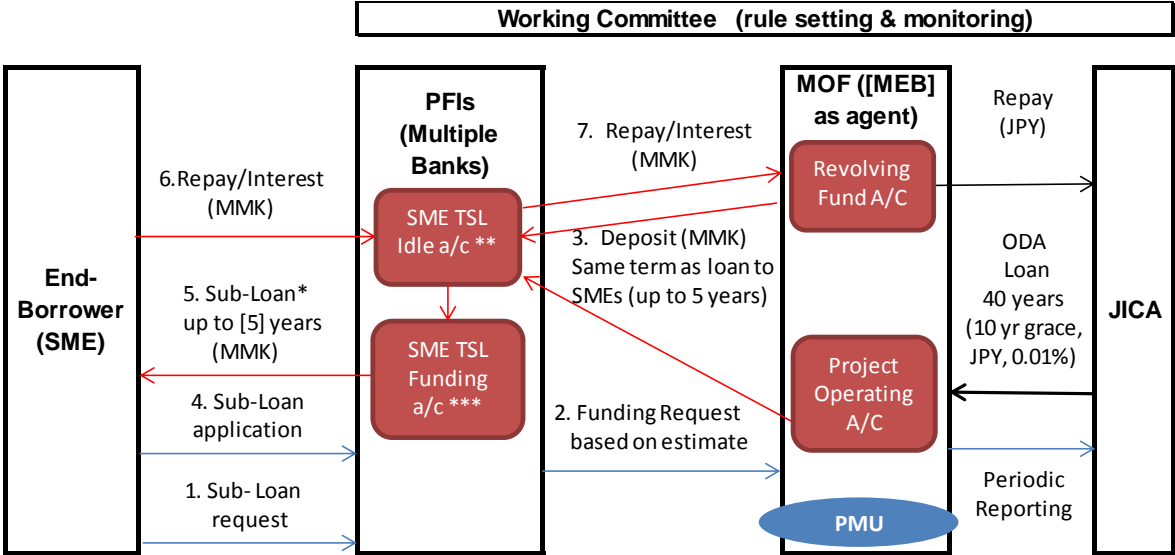 Working Committee (rule setting & monitoring)
End-
Borrower
(SME)
6.Repay/Interest
(MMK)
5. Sub-Loan*
up to [5] years
(MMK)
4. Sub-Loan
application
1. Sub- Loan
request
PFIs
(Multiple
Banks)
SME TSL
Idle a/c **
SME TSL
Funding
a/c ***
7. Repay/Interest
(MMK)
3. Deposit (MMK)
Same term as loan to
SMEs (up to 5 years)
2. Funding Request
based on estimate
MOF ([MEB]
as agent)
Revolving
Fund A/C
Project
Operating
A/C
PMU
Repay
(JPY)
ODA
Loan
40 years
(10 yr grace,
JPY, 0.01%)
Periodic
Reporting
JICA